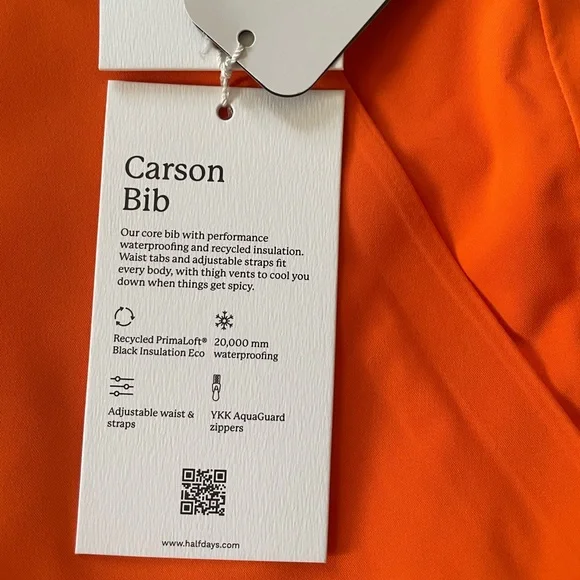 Carson
Bib
Our core bib with performance
waterproofing and recycled insulation.
Waist tabs and adjustable straps fit
every body, with thigh vents to cool you
down when things get spicy.
Recycled PrimaLoft®
Black Insulation Eco
20,000 mm
waterproofing
Adjustable waist &
straps
YKK AquaGuard
zippers
www.halfdays.com